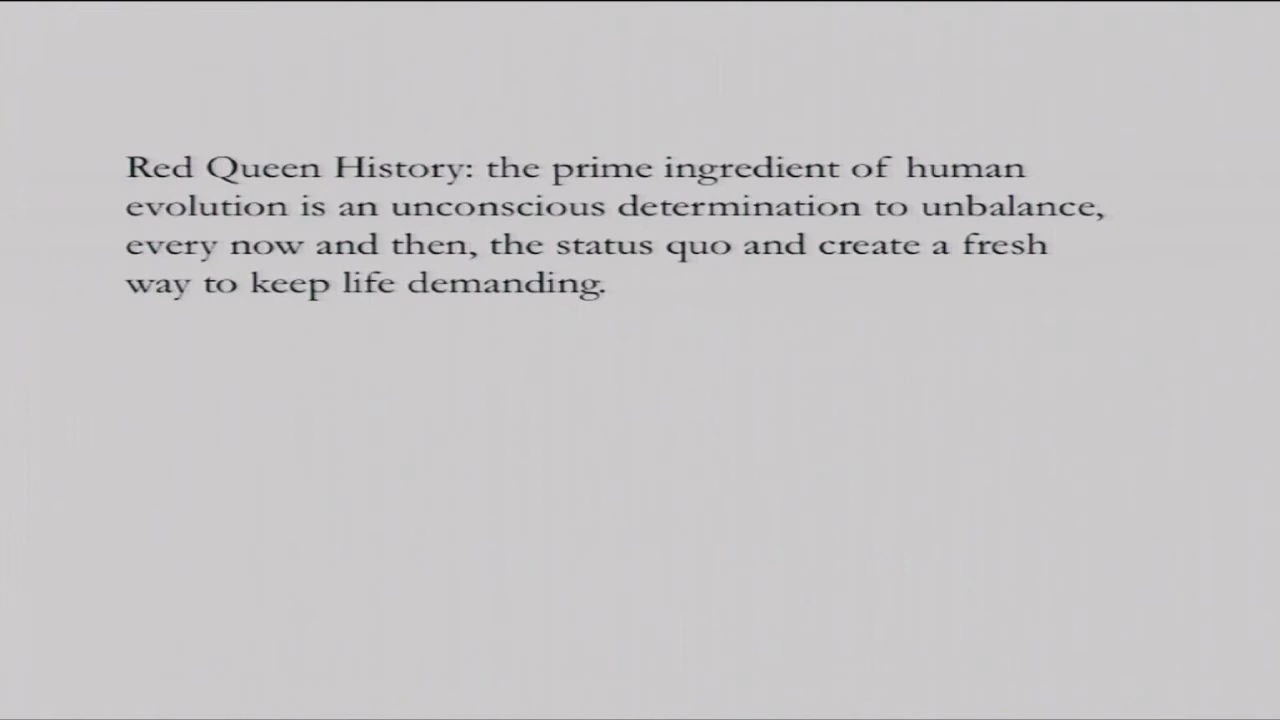 Red Queen History: the prime ingredient of human
evolution is an unconscious determination to unbalance,
every now and then, the status quo and create a fresh
way to keep life demanding.